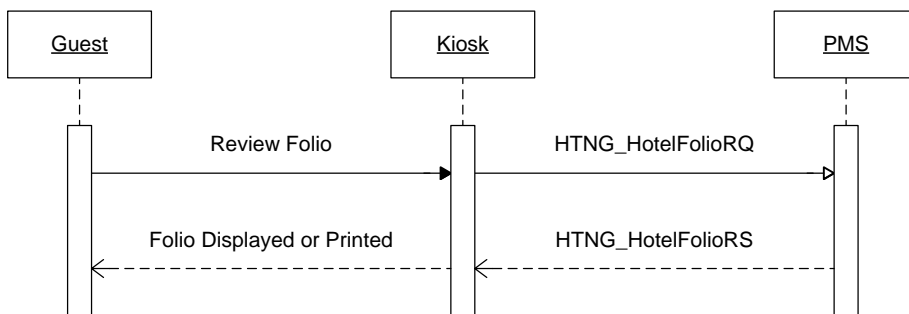 Guest
Kiosk
PMS
Review Folio
HTNG_HotelFolioRQ
Folio Displayed or Printed
HTNG_HotelFolioRS